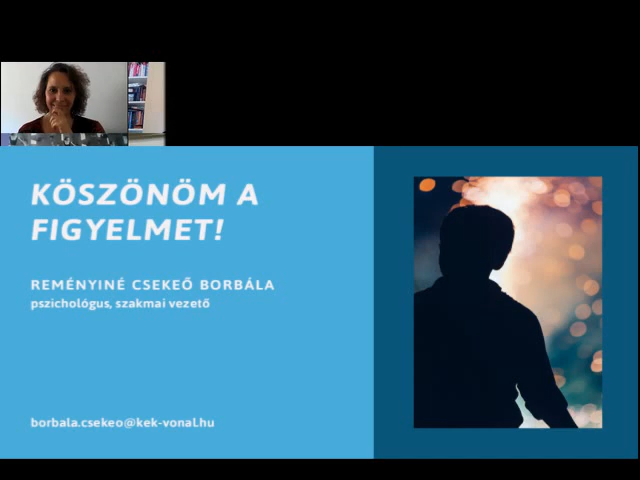 KÖSZÖNÖM A
FIGYELMET!
REMÉNYINÉ CSEKEŐ BORBÁLA
pszichológus, szakmai vezető
borbala.csekeo@kek-vonal.hu